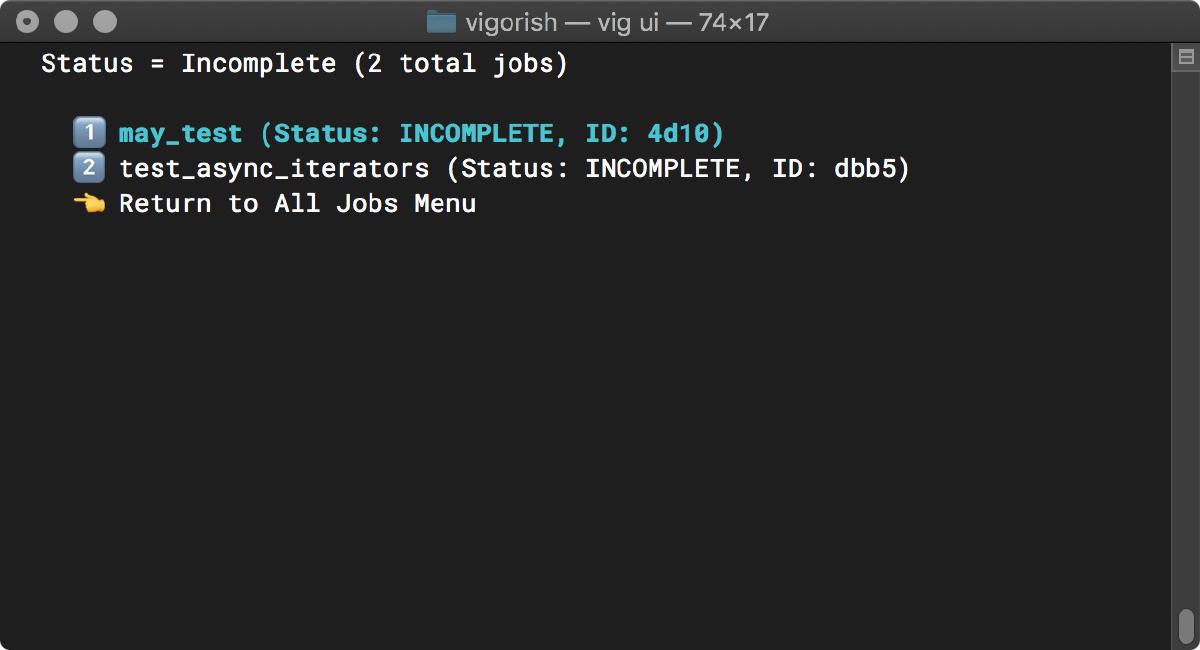 vigorish — vig ui — 74×17
Status = Incomplete (2 total jobs)
1 may_test (Status: INCOMPLETE, ID: 4d10)
2 test_async_iterators (Status: INCOMPLETE, ID: dbb5)
👈 Return to All Jobs Menu